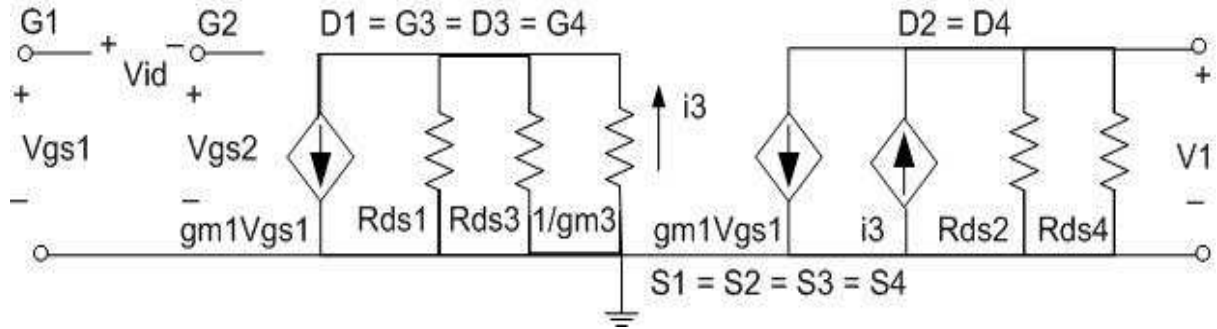 G1 G2 D1 = G3 = D3 = G4 D2 = D4
+ – +
Vid
+ + i3
Vgs1 Vgs2 V1
– – –
gm1Vgs1 Rds1 Rds3 1/gm3 gm1Vgs1 i3 Rds2 Rds4
S1 = S2 = S3 = S4